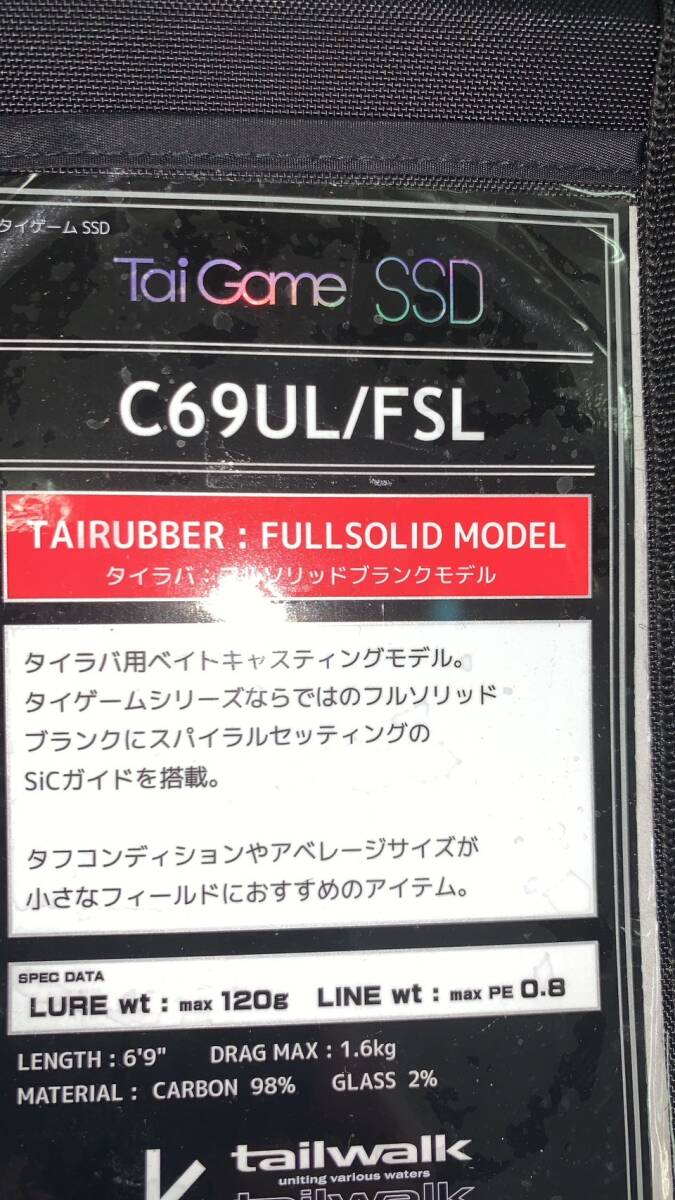 タイゲーム SSD
Tai Game SSD
C69UL/FSL
TAIRUBBER : FULLSOLID MODEL
タイラバ：フルソリッドブランクモデル
タイラバ用ベイトキャスティングモデル。
タイゲームシリーズならではのフルソリッド
ブランクにスパイラルセッティングの
SiCガイドを搭載。
タフコンディションやアベレージサイズが
小さなフィールドにおすすめのアイテム。
SPEC DATA
LURE wt : max 120g LINE wt : max PE 0.8
LENGTH : 6'9" DRAG MAX : 1.6kg
MATERIAL : CARBON 98% GLASS 2%
tailwalk
uniting various waters
tailwalk